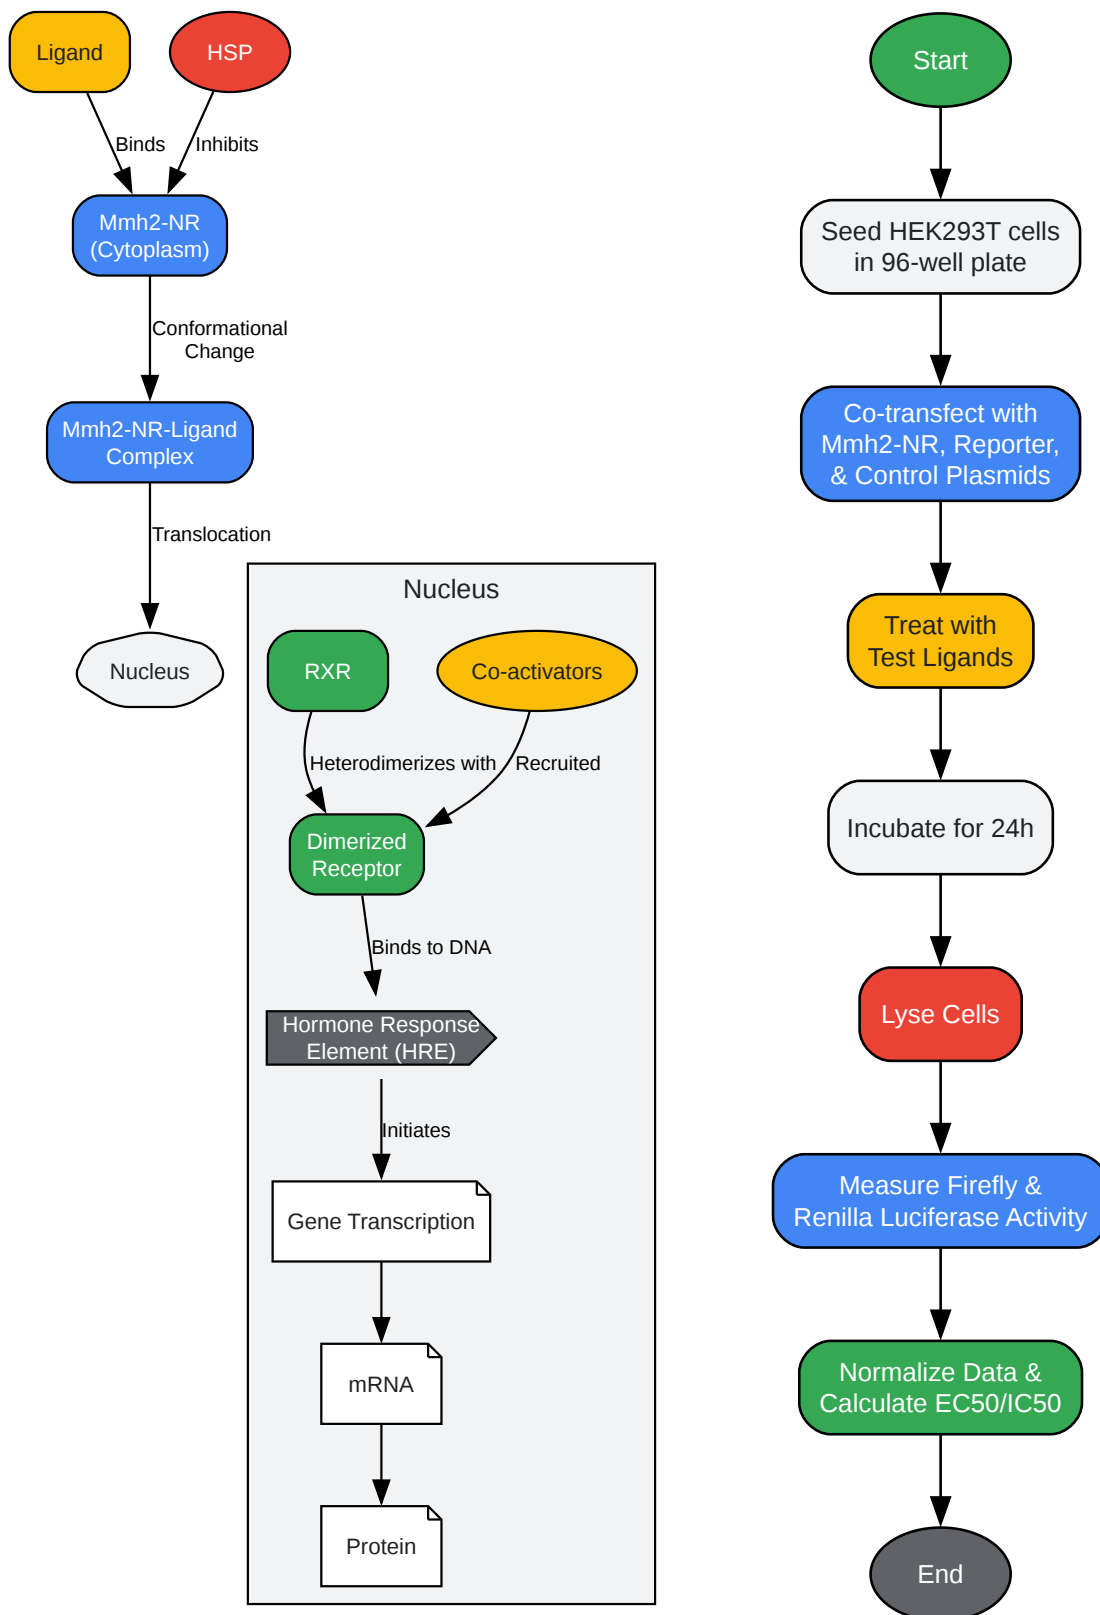 Ligand
HSP
Binds
Inhibits
Mmh2-NR
(Cytoplasm)
Conformational
Change
Mmh2-NR-Ligand
Complex
Translocation
Nucleus
Nucleus
RXR
Co-activators
Heterodimerizes with
Recruited
Dimerized
Receptor
Binds to DNA
Hormone Response
Element (HRE)
Initiates
Gene Transcription
mRNA
Protein
Start
Seed HEK293T cells
in 96-well plate
Co-transfect with
Mmh2-NR, Reporter,
& Control Plasmids
Treat with
Test Ligands
Incubate for 24h
Lyse Cells
Measure Firefly &
Renilla Luciferase Activity
Normalize Data &
Calculate EC50/IC50
End